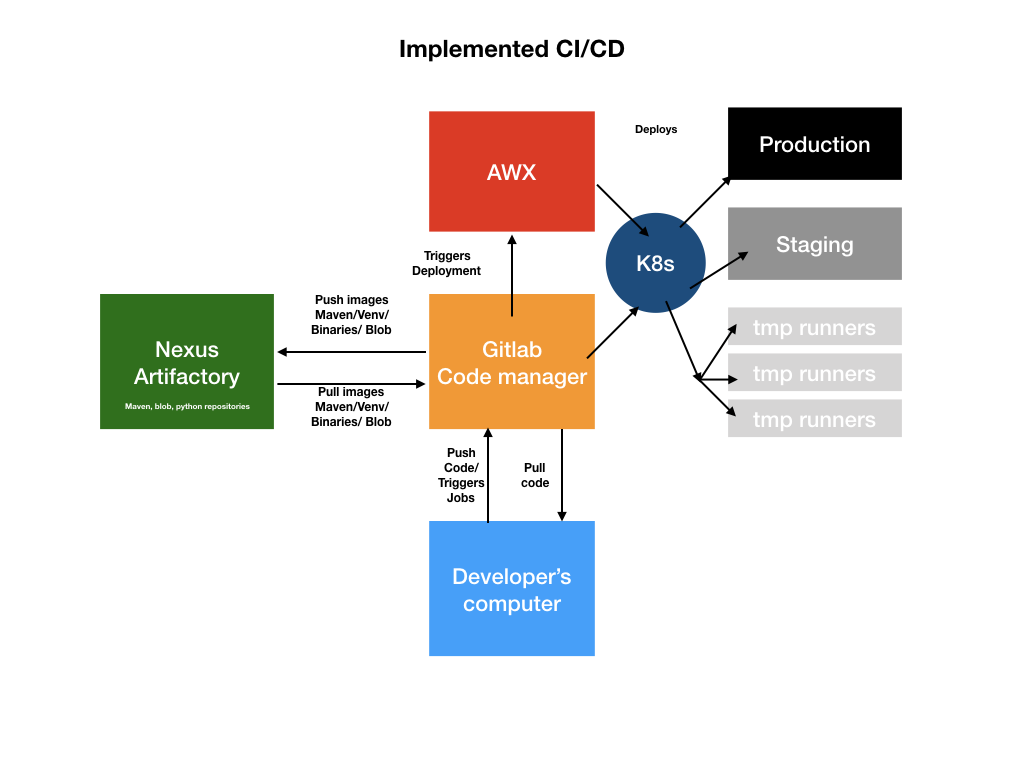 Implemented CI/CD
AWX
Deploys
Production
Staging
K8s
Triggers
Deployment
Push images
Maven/Venv/
Binaries/ Blob
Nexus
Artifactory
Maven, blob, python repositories
Pull images
Maven/Venv/
Binaries/ Blob
Gitlab
Code manager
tmp runners
tmp runners
tmp runners
Push
Code/
Triggers
Jobs
Pull
code
Developer’s
computer